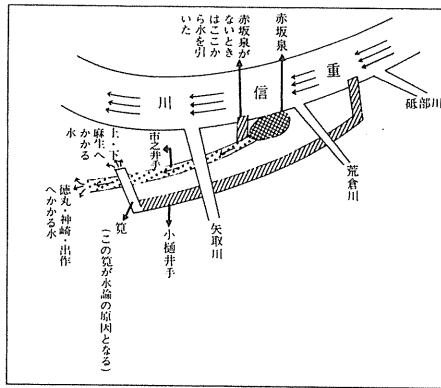 赤坂泉が
ないとき
はここか
ら水を引
いた
赤坂泉
重
信
川
砥部川
荒倉川
矢取川
市之井手
小樋井手
上・下
麻生へ
かかる
水
徳丸・神崎・出作
へかかる水
筧
(この筧が水論の原因となる)